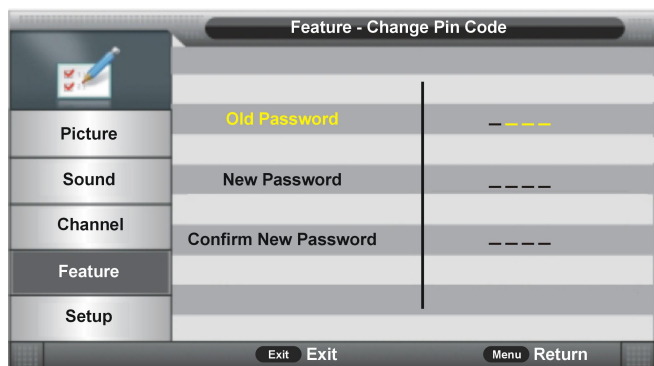 Feature - Change Pin Code
Picture
Sound
Channel
Feature
Setup
Old Password _ _ _ _
New Password _ _ _ _
Confirm New Password _ _ _ _
Exit Exit
Menu Return